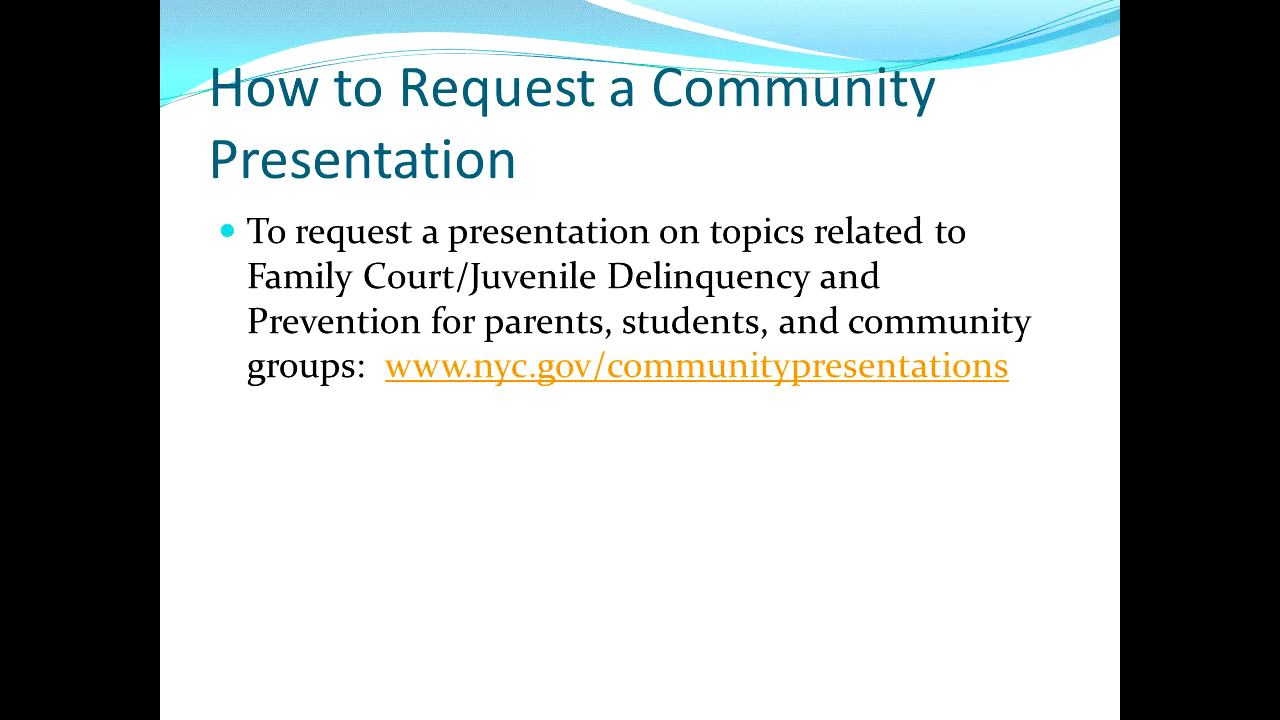 How to Request a Community
Presentation
To request a presentation on topics related to
Family Court/Juvenile Delinquency and
Prevention for parents, students, and community
groups: www.nyc.gov/communitypresentations